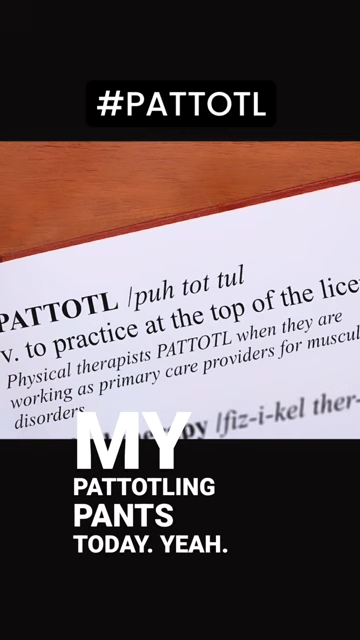 #PATTOTL
PATTOTL /puh tot tul
v. to practice at the top of the lice
Physical therapists PATTOTL when they are
working as primary care providers for muscul
disorders
/fiz-i-kel ther-
MY
PATTOTLING
PANTS
TODAY. YEAH.